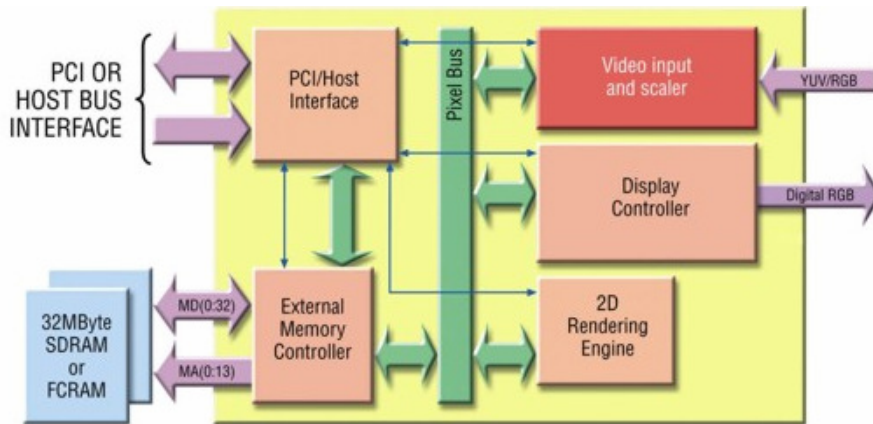 PCI OR
HOST BUS
INTERFACE
PCI/Host
Interface
Pixel Bus
Video input
and scaler
YUV/RGB
Display
Controller
Digital RGB
32MByte
SDRAM
or
FCRAM
MD(0:32)
MA(0:13)
External
Memory
Controller
2D
Rendering
Engine